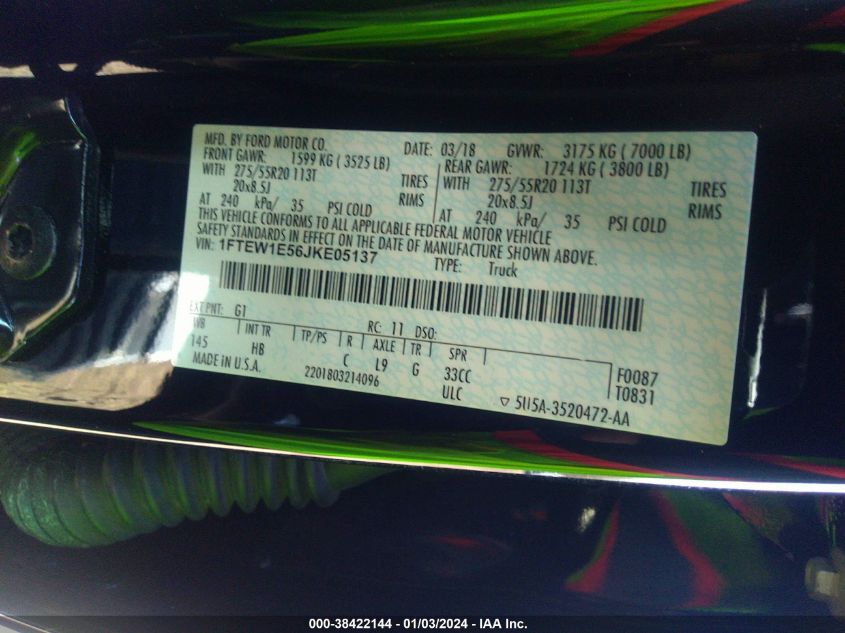 MFD. BY FORD MOTOR CO. DATE: 03/18 GVWR: 3175 KG ( 7000 LB)
FRONT GAWR: 1599 KG ( 3525 LB) REAR GAWR: 1724 KG ( 3800 LB)
WITH 275/55R20 113T TIRES WITH 275/55R20 113T TIRES
20x8.5J RIMS 20x8.5J RIMS
AT 240 kPa/ 35 PSI COLD AT 240 kPa/ 35 PSI COLD
THIS VEHICLE CONFORMS TO ALL APPLICABLE FEDERAL MOTOR VEHICLE
SAFETY STANDARDS IN EFFECT ON THE DATE OF MANUFACTURE SHOWN ABOVE.
VIN: 1FTEW1E56JKE05137 TYPE: Truck
EXT PNT: G1 RC: 11 DSO:
WB INT TR TP/PS R AXLE TR SPR
145 HB C L9 G 33CC F0087
MADE IN U.S.A. 2201803214096 ULC T0831
▽ 5U5A-3520472-AA
000-38422144 — 01/03/2024 — IAA Inc.